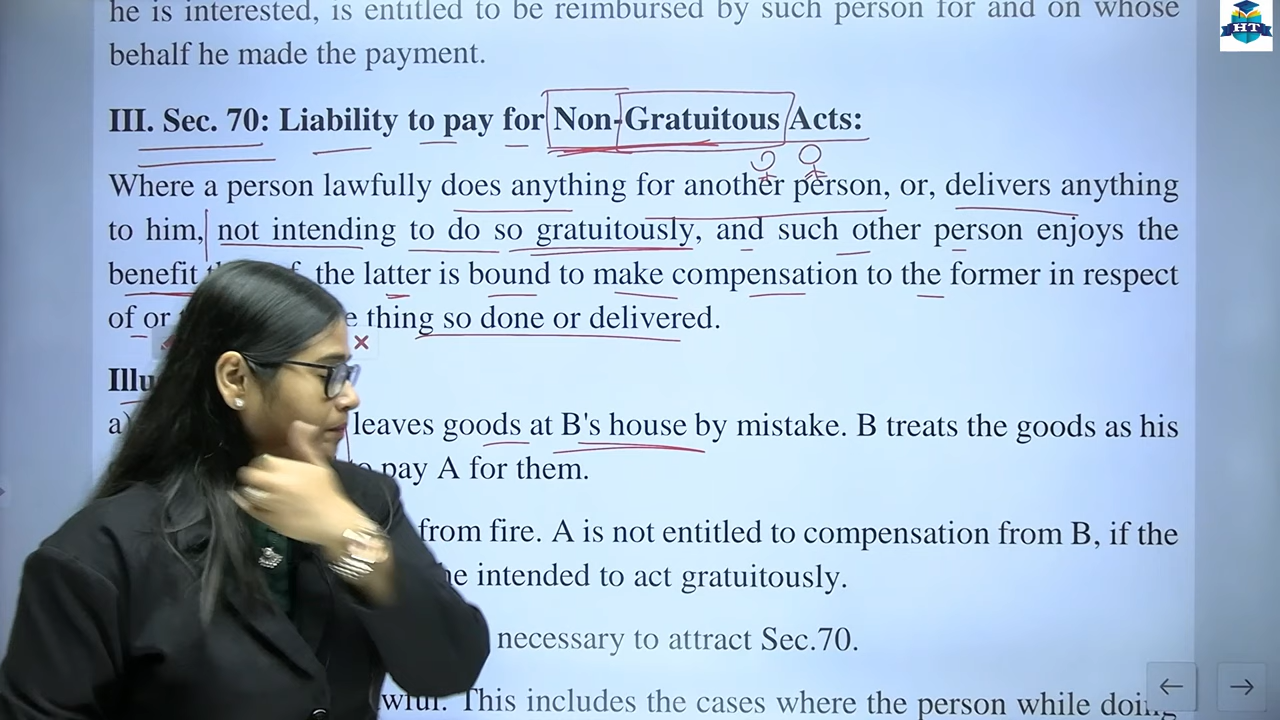 he is interested, is entitled to be reimbursed by such person for and on whose
behalf he made the payment.
III. Sec. 70: Liability to pay for Non-Gratuitous Acts:
Where a person lawfully does anything for another person, or, delivers anything
to him, not intending to do so gratuitously, and such other person enjoys the
benefit the latter is bound to make compensation to the former in respect
of or thing so done or delivered.
a) leaves goods at B's house by mistake. B treats the goods as his
pay A for them.
from fire. A is not entitled to compensation from B, if the
he intended to act gratuitously.
necessary to attract Sec.70.
This includes the cases where the person while doing
HT